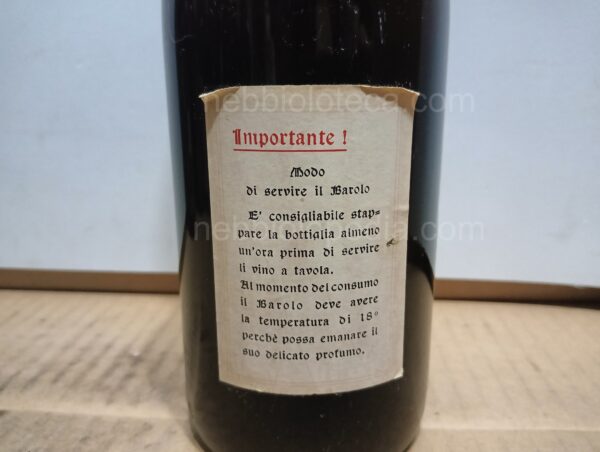 nebbioloteca.com
Importante !
Modo
di servire il Barolo
E' consigliabile stap=
pare la bottiglia almeno
un'ora prima di servire
il vino a tavola.
Al momento del consumo
il Barolo deve avere
la temperatura di 18°
perchè possa emanare il
suo delicato profumo.
nebbioloteca.com